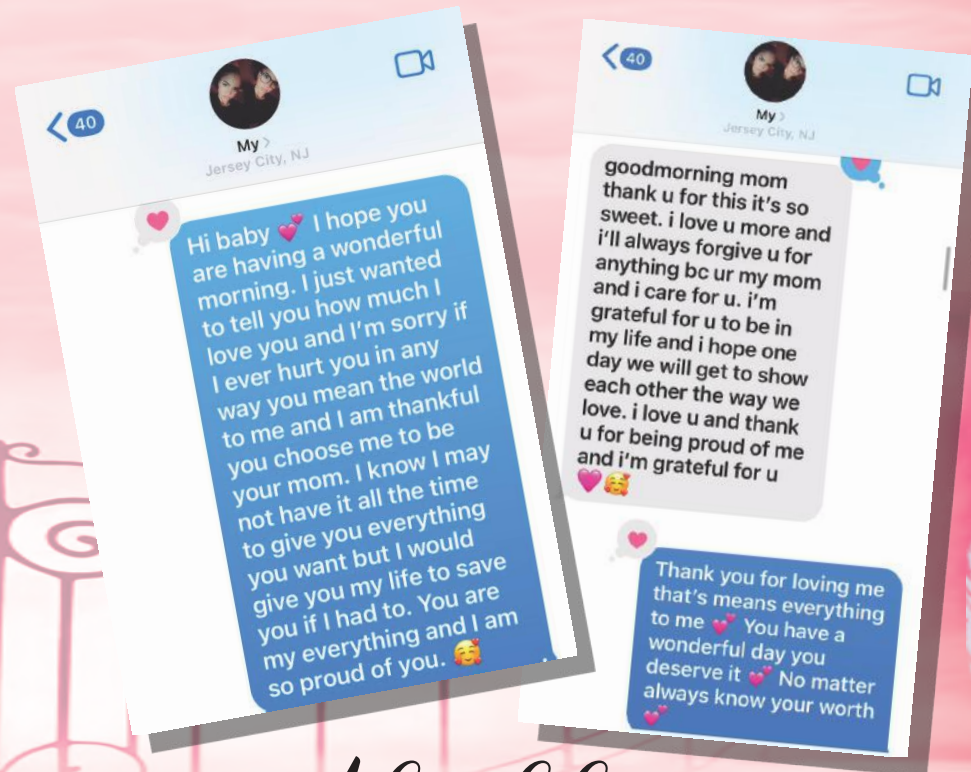 40
My
Jersey City, NJ
Hi baby 💕 I hope you
are having a wonderful
morning. I just wanted
to tell you how much I
love you and I'm sorry if
I ever hurt you in any
way you mean the world
to me and I am thankful
you choose me to be
your mom. I know I may
not have it all the time
to give you everything
you want but I would
give you my life to save
you if I had to. You are
my everything and I am
so proud of you. 🥰
40
My
Jersey City, NJ
goodmorning mom
thank u for this it's so
sweet. i love u more and
i'll always forgive u for
anything bc ur my mom
and i care for u. i'm
grateful for u to be in
my life and i hope one
day we will get to show
each other the way we
love. i love u and thank
u for being proud of me
and i'm grateful for u
🩷🥰
Thank you for loving me
that's means everything
to me 💕 You have a
wonderful day you
deserve it 💕 No matter
always know your worth
💕